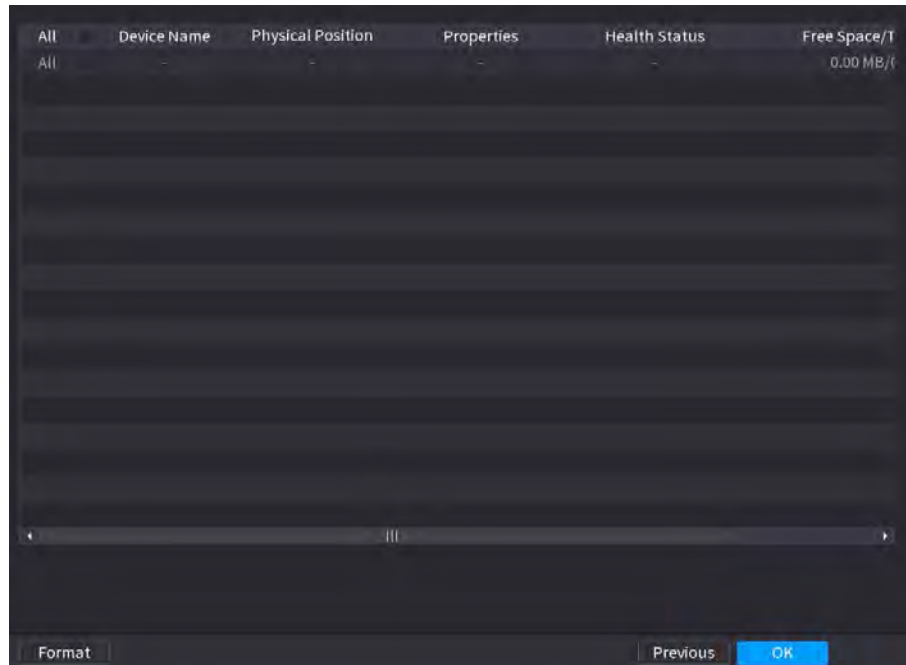 All Device Name Physical Position Properties Health Status Free Space/T
All - - - - 0.00 MB/(
Format Previous OK